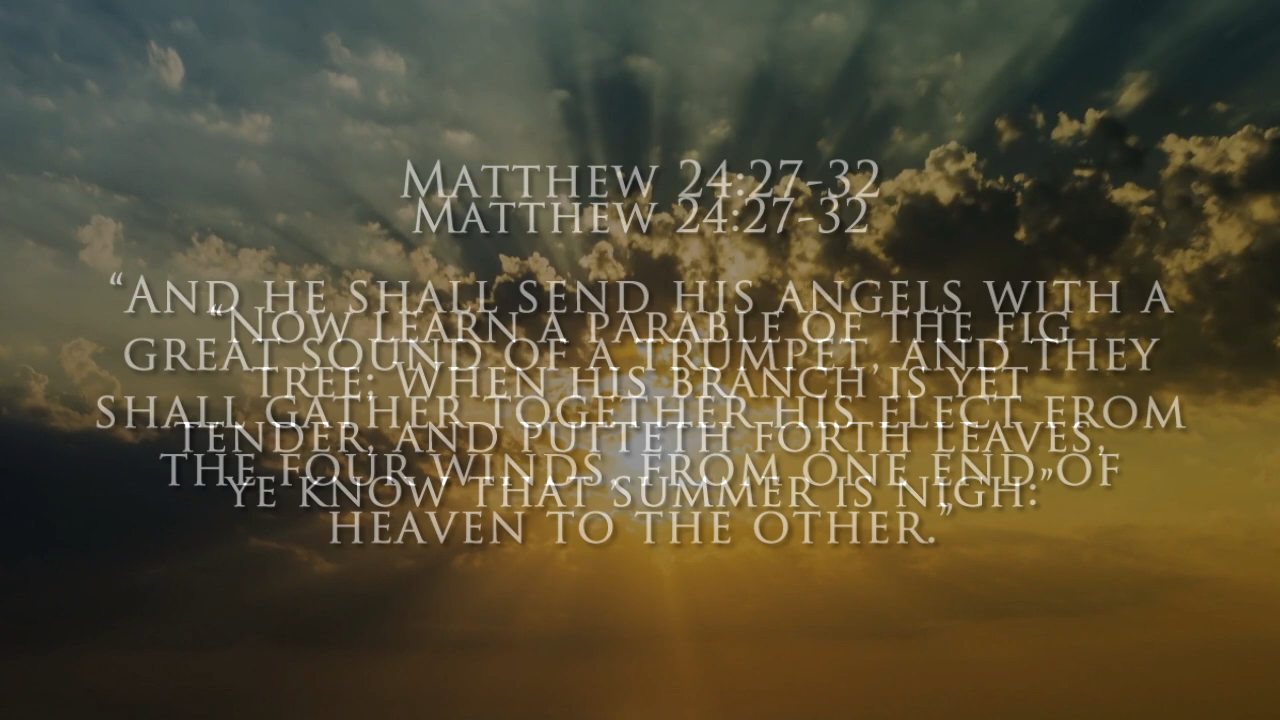 Matthew 24:27-32
Matthew 24:27-32
“And he shall send his angels with a
great sound of a trumpet, and they
shall gather together his elect from
the four winds, from one end of
heaven to the other.”
“Now learn a parable of the fig
tree; When his branch is yet
tender, and putteth forth leaves,
ye know that summer is nigh:”